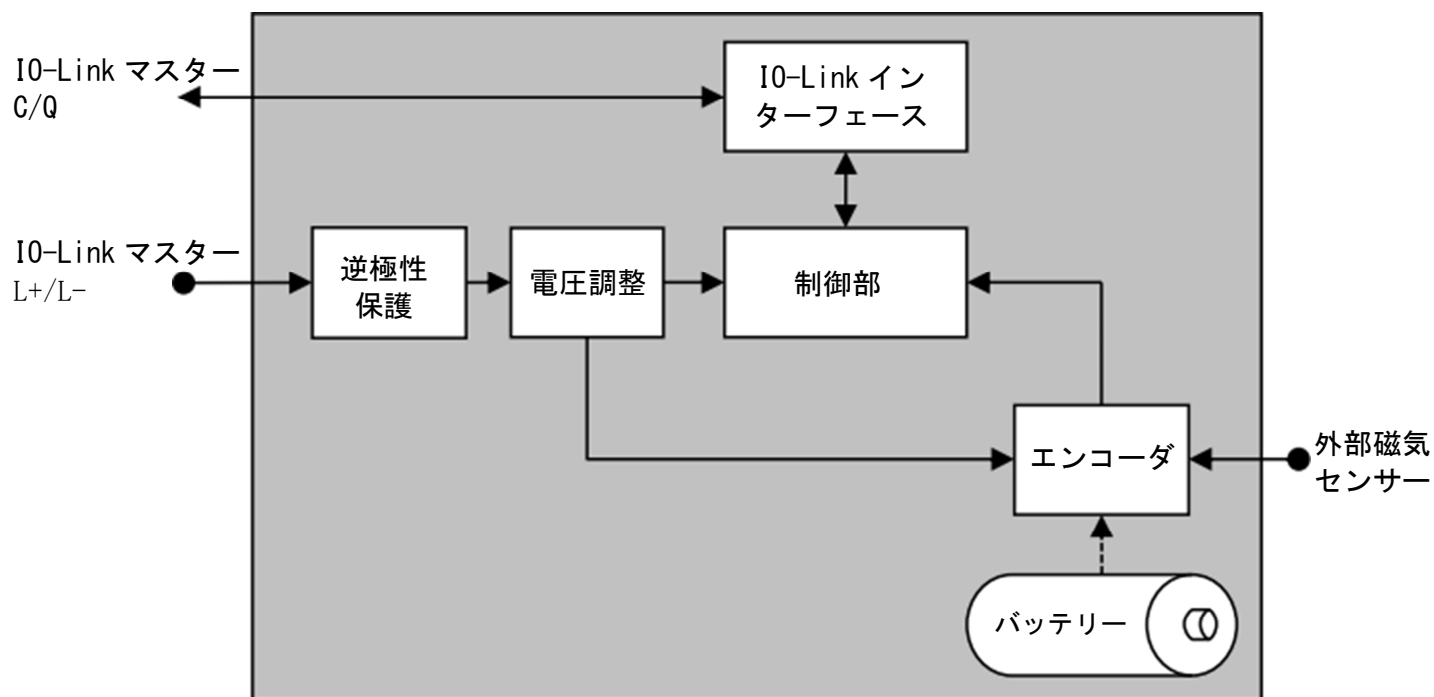 IO-Link マスター
C/Q
IO-Link イン
ターフェース
IO-Link マスター
L+/L-
逆極性
保護
電圧調整
制御部
エンコーダ
外部磁気
センサー
バッテリー